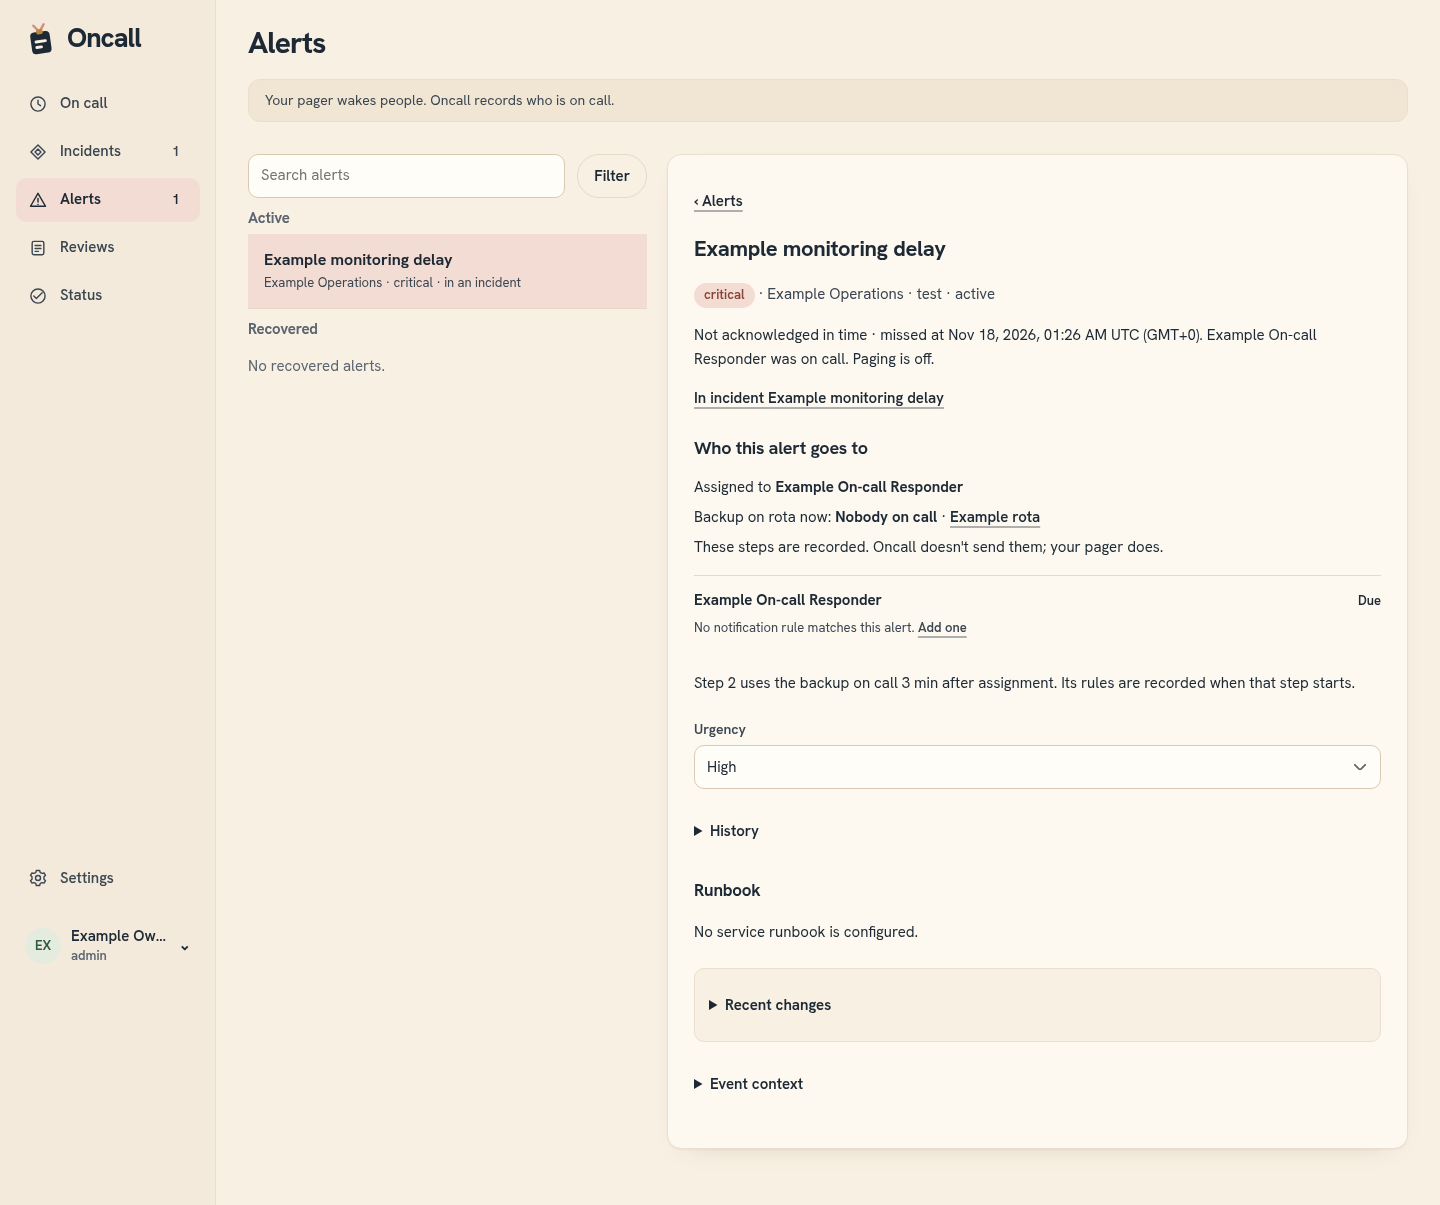 Oncall
On call
Incidents 1
Alerts 1
Reviews
Status
Settings
EX
Example Ow...
admin
Alerts
Your pager wakes people. Oncall records who is on call.
Search alerts
Filter
Active
Example monitoring delay
Example Operations · critical · in an incident
Recovered
No recovered alerts.
‹ Alerts
Example monitoring delay
critical · Example Operations · test · active
Not acknowledged in time · missed at Nov 18, 2026, 01:26 AM UTC (GMT+0). Example On-call
Responder was on call. Paging is off.
In incident Example monitoring delay
Who this alert goes to
Assigned to Example On-call Responder
Backup on rota now: Nobody on call · Example rota
These steps are recorded. Oncall doesn't send them; your pager does.
Example On-call Responder Due
No notification rule matches this alert. Add one
Step 2 uses the backup on call 3 min after assignment. Its rules are recorded when that step starts.
Urgency
High
History
Runbook
No service runbook is configured.
Recent changes
Event context